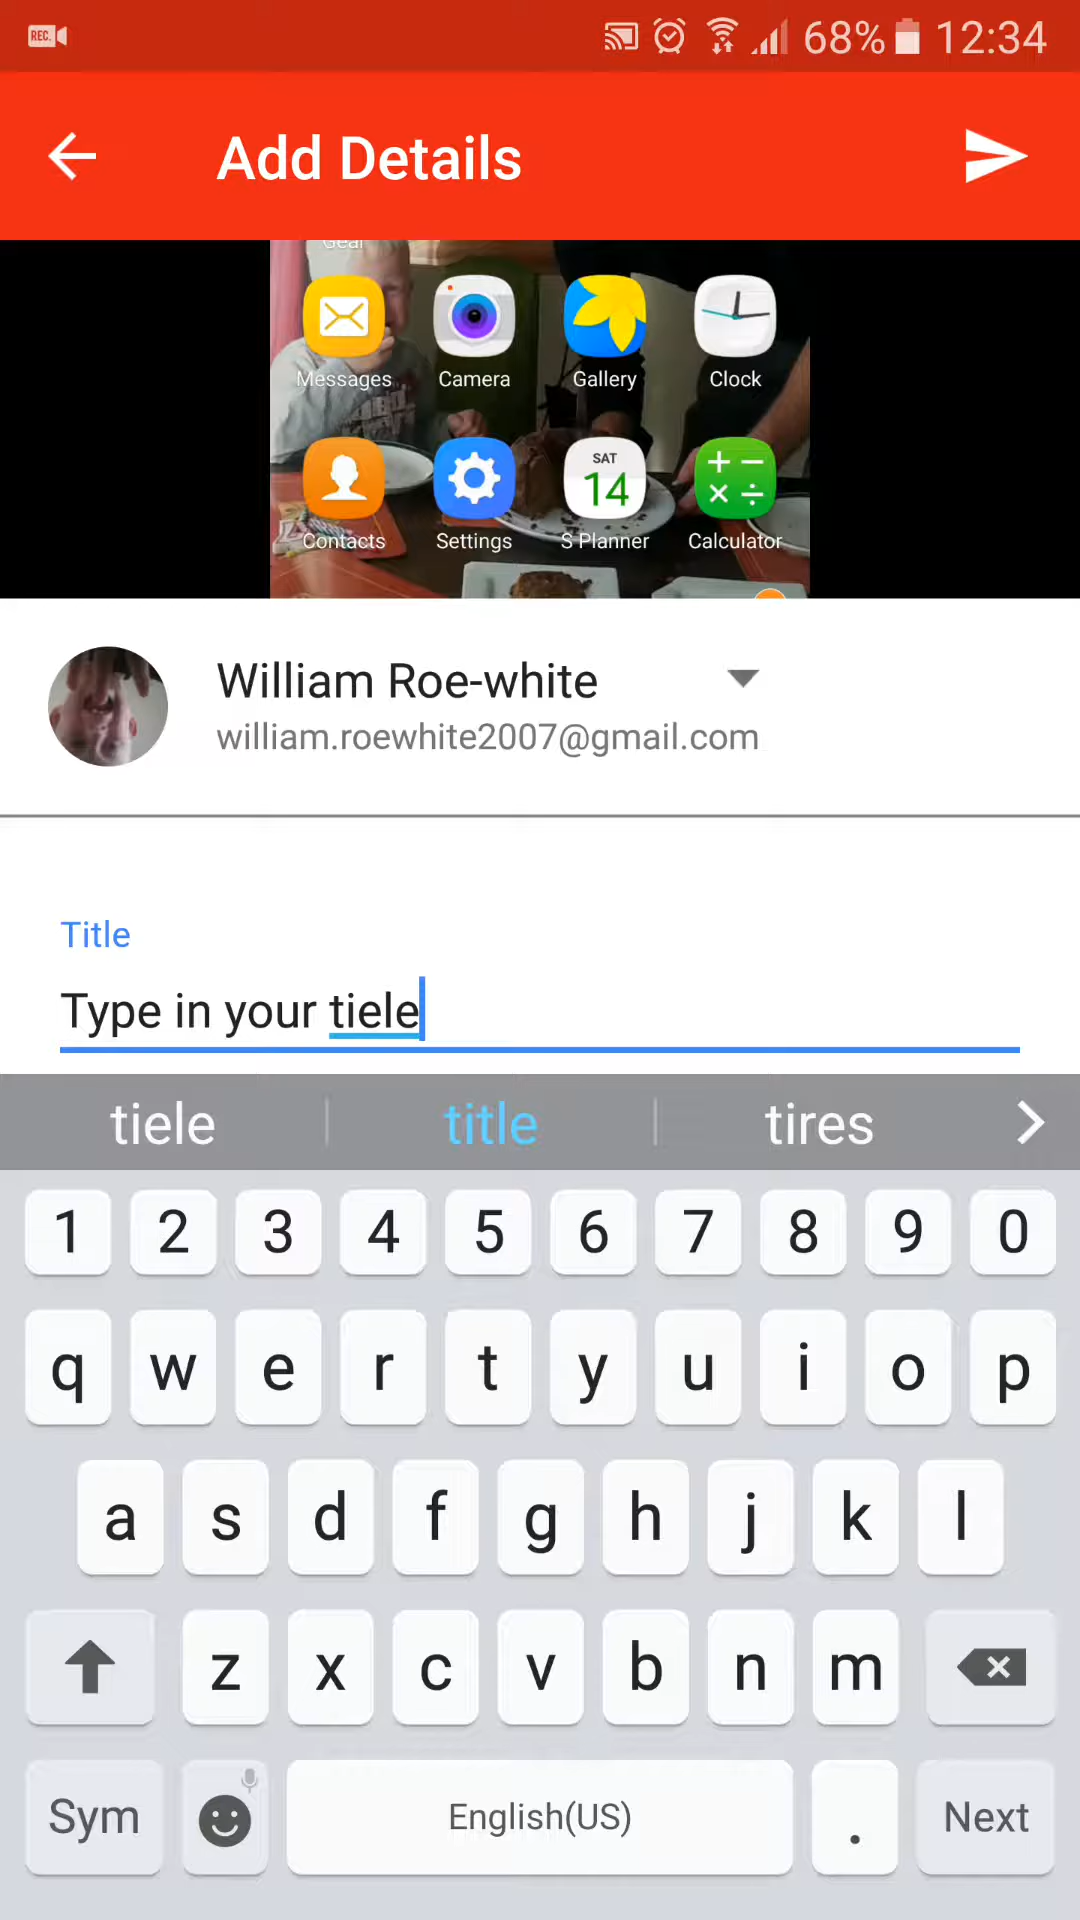 REC.
68% 12:34
Add Details
Gear
Messages Camera Gallery Clock
SAT
14
Contacts Settings S Planner Calculator
William Roe-white
william.roewhite2007@gmail.com
Title
Type in your tiele
tiele title tires
1 2 3 4 5 6 7 8 9 0
q w e r t y u i o p
a s d f g h j k l
z x c v b n m
Sym English(US) . Next